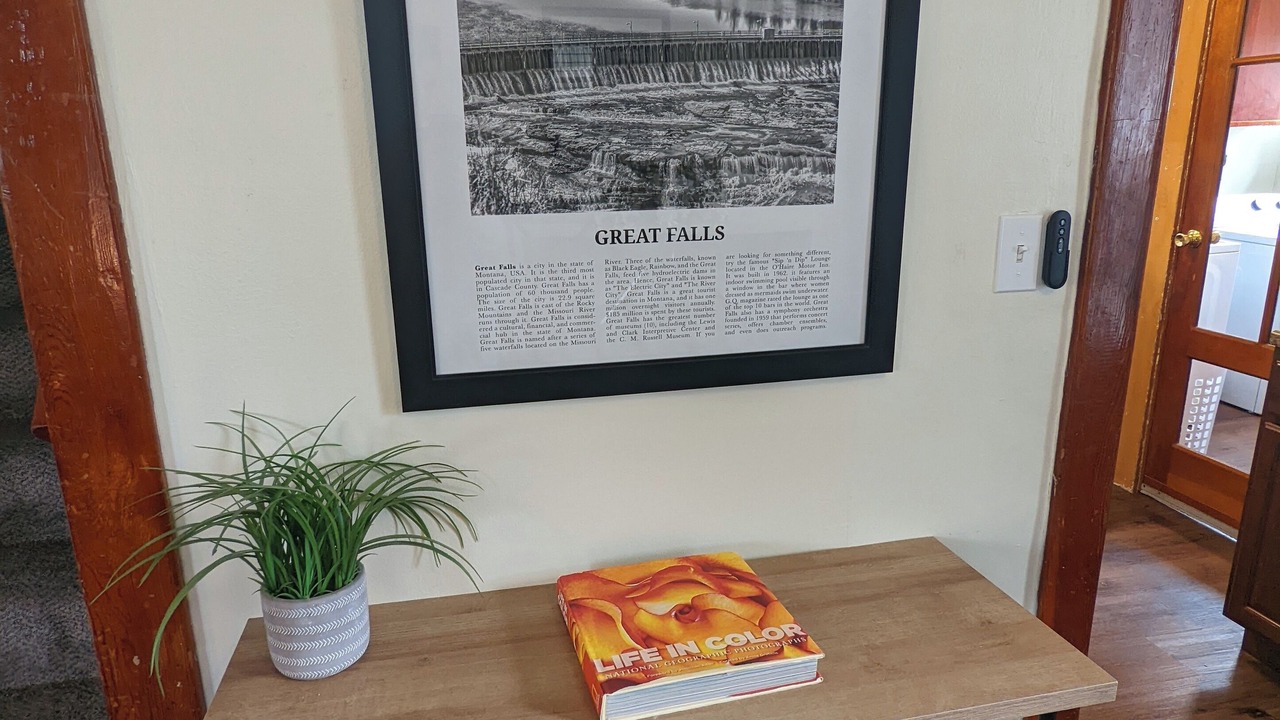 GREAT FALLS
Great Falls is a city in the state of
Montana, USA. It is the third most
populated city in that state, and it is
in Cascade County. Great Falls has a
population of 60 thousand people.
The size of the city is 22.9 square
miles. Great Falls is east of the Rocky
Mountains and the Missouri River
runs through it. Great Falls is consid-
ered a cultural, financial, and commer-
cial hub in the state of Montana.
Great Falls is named after a series of
five waterfalls located on the Missouri
River. Three of the waterfalls, known
as Black Eagle, Rainbow, and the Great
Falls, feed five hydroelectric dams in
the area. Hence, Great Falls is known
as "The Electric City" and "The River
City". Great Falls is a great tourist
destination in Montana, and it has one
million overnight visitors annually.
$185 million is spent by these tourists.
Great Falls has the greatest number
of museums (10), including the Lewis
and Clark Interpretive Center and
the C. M. Russell Museum. If you
are looking for something different,
try the famous "Sip 'n Dip" Lounge
located in the O'Haire Motor Inn.
It was built in 1962, it features an
indoor swimming pool visible through
a window in the bar where women
dressed as mermaids swim underwater.
G.Q. magazine rated the lounge as one
of the top 10 bars in the world. Great
Falls also has a symphony orchestra
founded in 1959 that performs concert
series, offers chamber ensembles,
and even does outreach programs.
LIFE IN COLOR
NATIONAL GEOGRAPHIC PHOTOGRAPHS